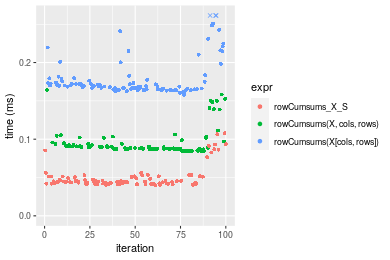 0.2
0.1
0.0
time (ms)
0
25
50
75
100
iteration
expr
rowCumsums_X_S
rowCumsums(X, cols, rows)
rowCumsums(X[cols, rows])